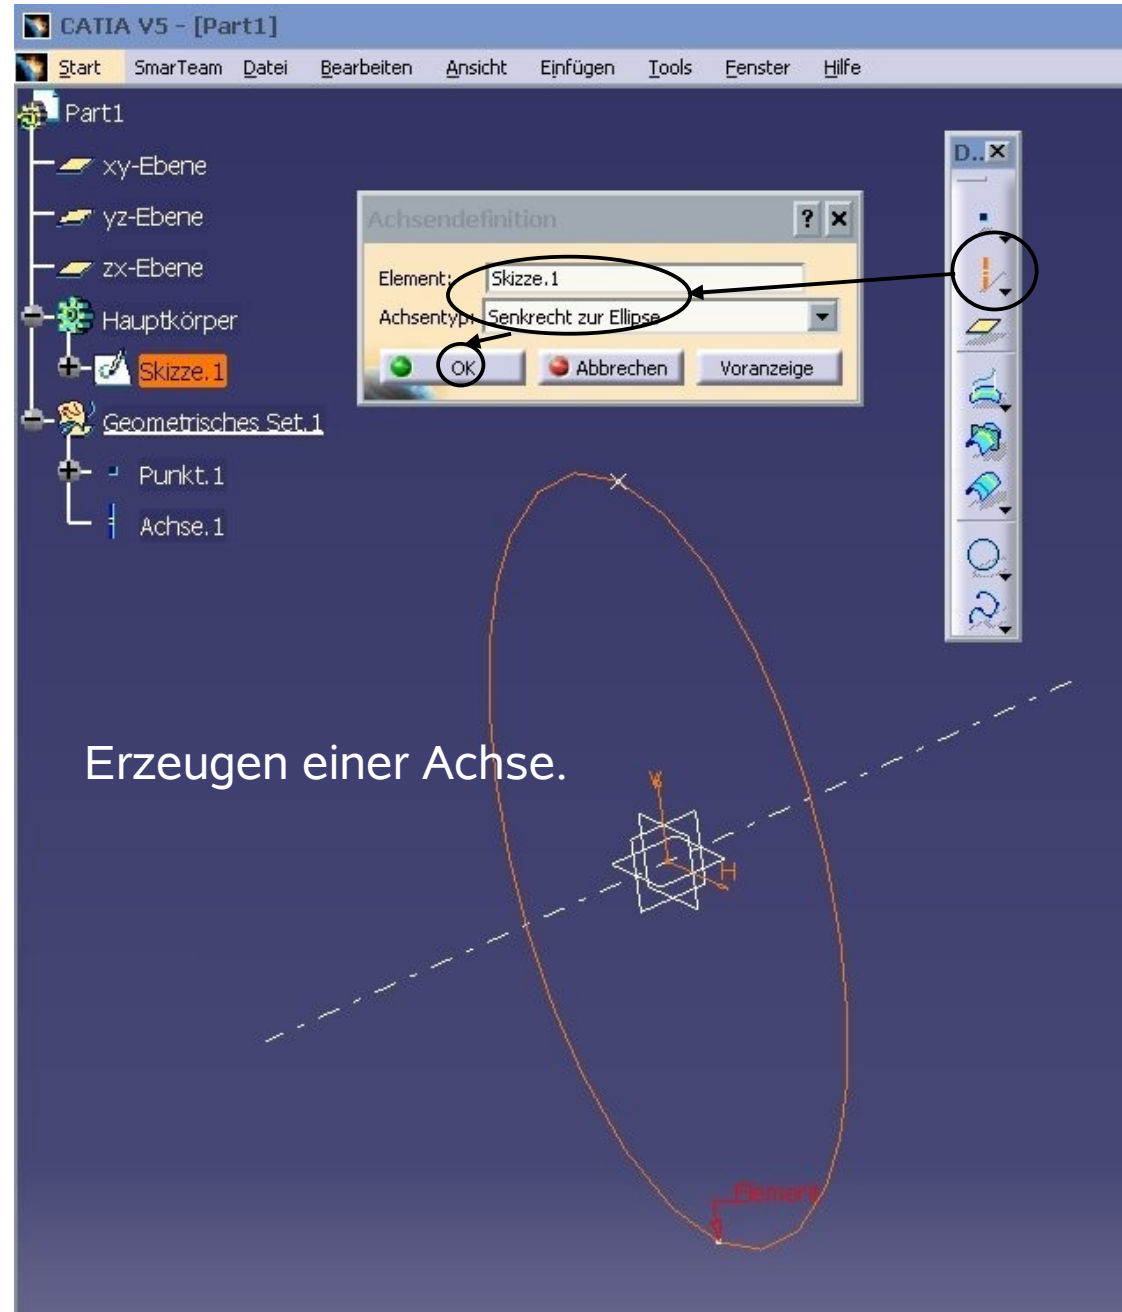 CATIA V5 - [Part1]
Start SmarTeam Datei Bearbeiten Ansicht Einfügen Tools Fenster Hilfe
Part1
xy-Ebene
yz-Ebene
zx-Ebene
Hauptkörper
Skizze.1
Geometrisches Set.1
Punkt.1
Achse.1
Achsendefinition ? ×
Element: Skizze.1
Achsentyp: Senkrecht zur Ellipse
OK Abbrechen Voranzeige
D.. ×
Erzeugen einer Achse.
V
H
Element